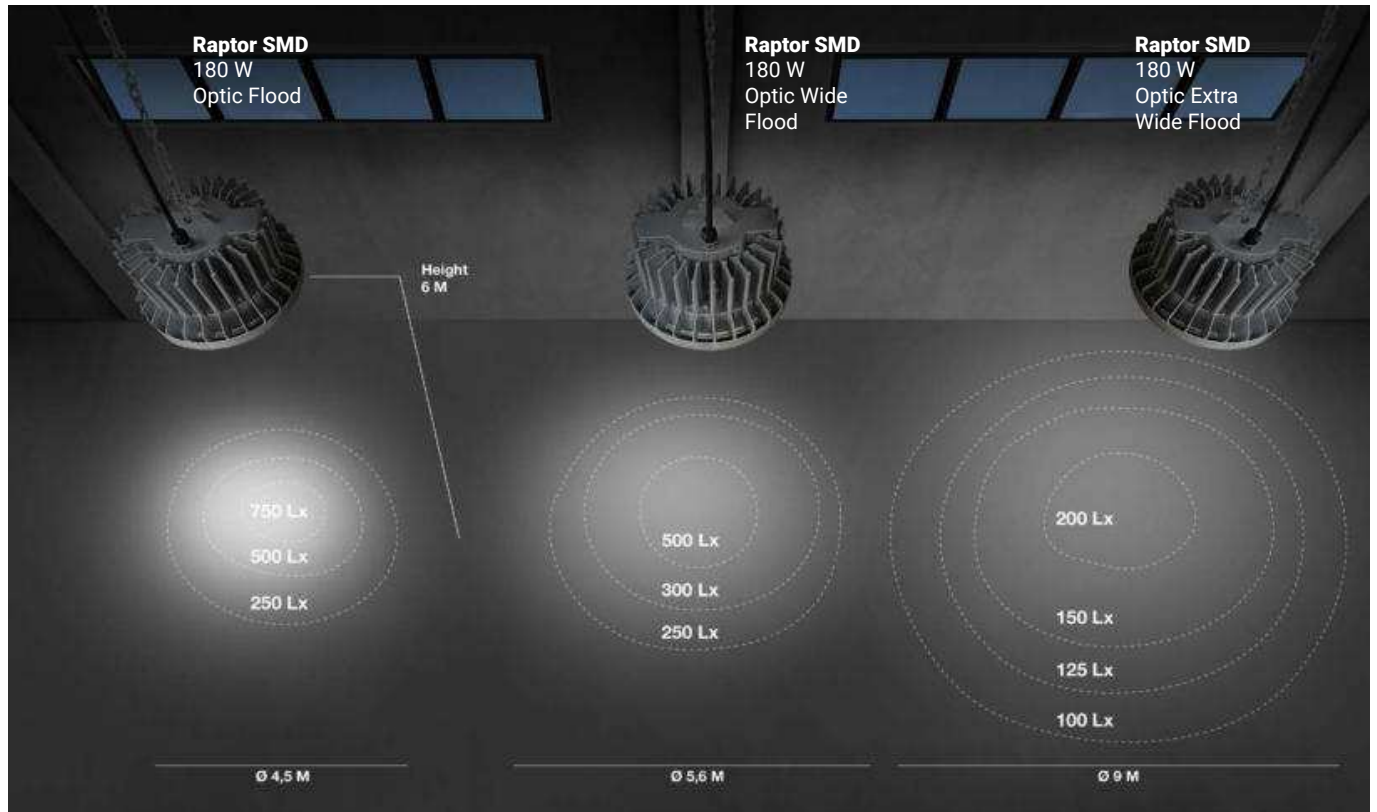 Raptor SMD
180 W
Optic Flood
Raptor SMD
180 W
Optic Wide
Flood
Raptor SMD
180 W
Optic Extra
Wide Flood
Height
6 M
750 Lx
500 Lx
250 Lx
500 Lx
300 Lx
250 Lx
200 Lx
150 Lx
125 Lx
100 Lx
Ø 4,5 M
Ø 5,6 M
Ø 9 M